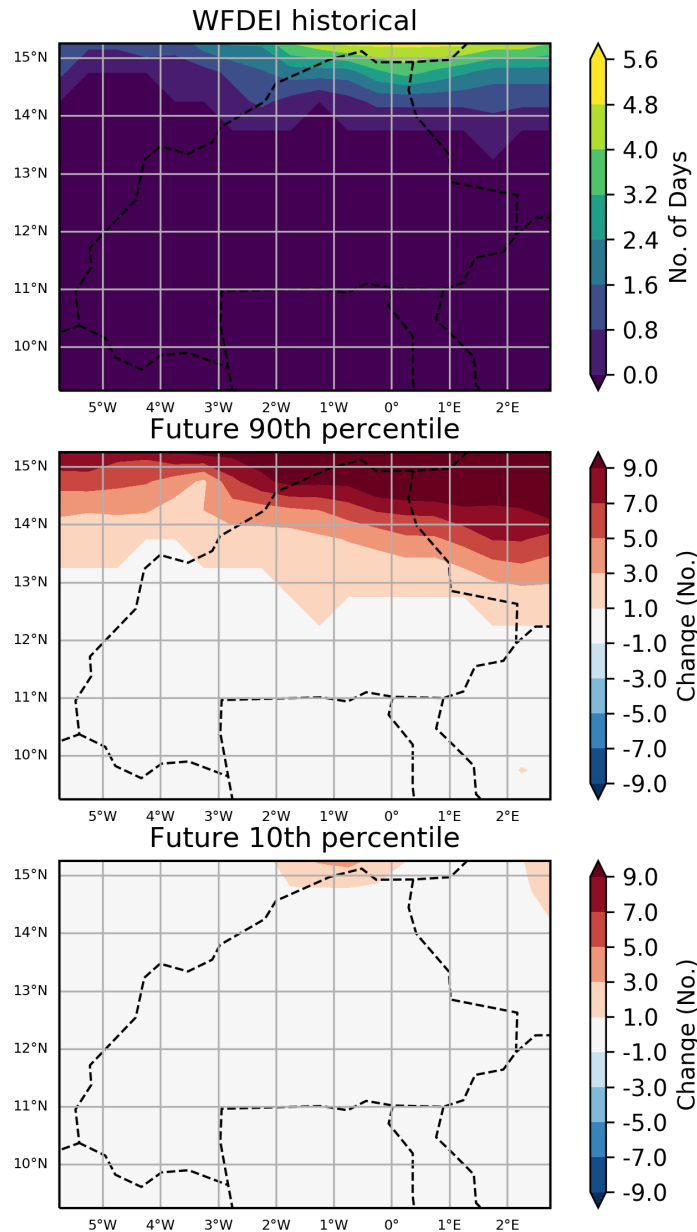 WFDEI historical
15°N
14°N
13°N
12°N
11°N
10°N
5°W 4°W 3°W 2°W 1°W 0° 1°E 2°E
5.6
4.8
4.0
3.2
2.4
1.6
0.8
0.0
No. of Days
Future 90th percentile
15°N
14°N
13°N
12°N
11°N
10°N
5°W 4°W 3°W 2°W 1°W 0° 1°E 2°E
9.0
7.0
5.0
3.0
1.0
-1.0
-3.0
-5.0
-7.0
-9.0
Change (No.)
Future 10th percentile
15°N
14°N
13°N
12°N
11°N
10°N
5°W 4°W 3°W 2°W 1°W 0° 1°E 2°E
9.0
7.0
5.0
3.0
1.0
-1.0
-3.0
-5.0
-7.0
-9.0
Change (No.)